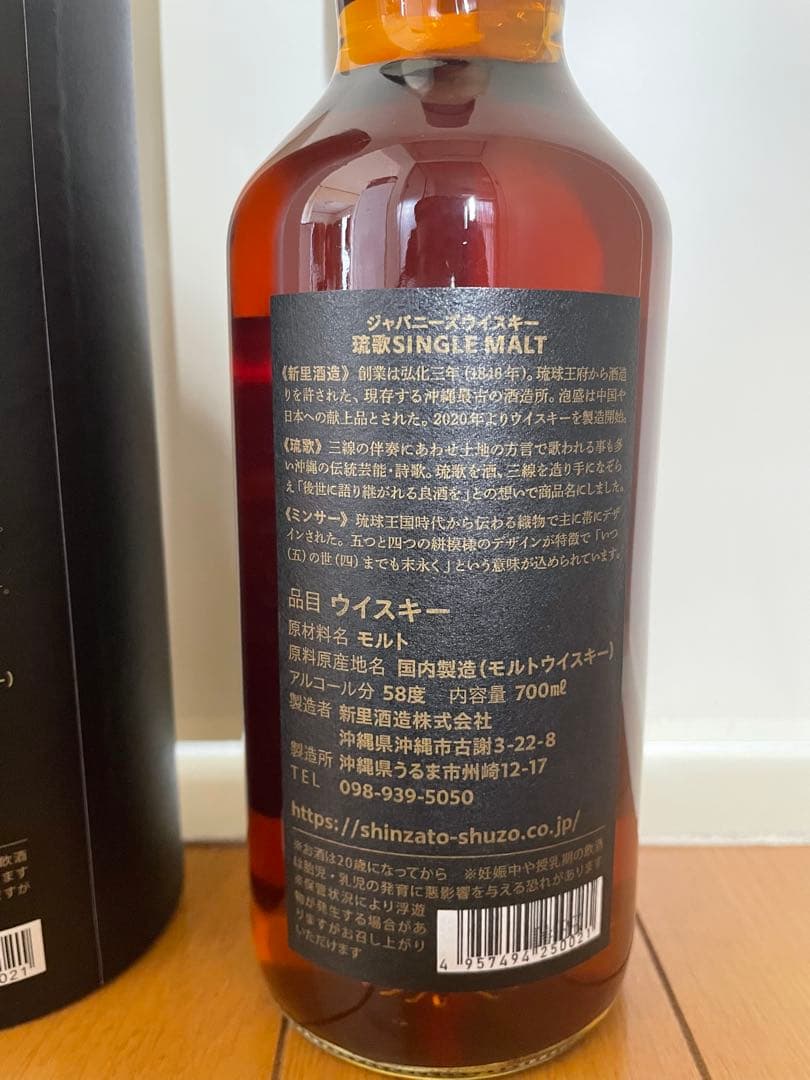 ジャパニーズウイスキー
琉歌SINGLE MALT
《新里酒造》創業は弘化三年(1846年)。琉球王府から酒造
りを許された、現存する沖縄最古の酒造所。泡盛は中国や
日本への献上品とされた。2020年よりウイスキーを製造開始。
《琉歌》三線の伴奏にあわせ土地の方言で歌われる事も多
い沖縄の伝統芸能・詩歌。琉歌を酒、三線を造り手になぞら
え「後世に語り継がれる良酒を」との想いで商品名にしました。
《ミンサー》琉球王国時代から伝わる織物で主に帯にデザ
インされた。五つと四つの絣模様のデザインが特徴で「いつ
(五)の世(四)までも末永く」という意味が込められています。
品目 ウイスキー
原材料名 モルト
原料原産地名 国内製造(モルトウイスキー)
アルコール分 58度 内容量 700㎖
製造者 新里酒造株式会社
沖縄県沖縄市古謝3-22-8
製造所 沖縄県うるま市州崎12-17
TEL 098-939-5050
https://shinzato-shuzo.co.jp/
※お酒は20歳になってから ※妊娠中や授乳期の飲酒
は胎児・乳児の発育に悪影響を与える恐れがあります
※保管状況により浮遊
物が発生する場合があ
りますがお召し上がり
いただけます
4 957494 250021
飲酒
ます
ますが
021